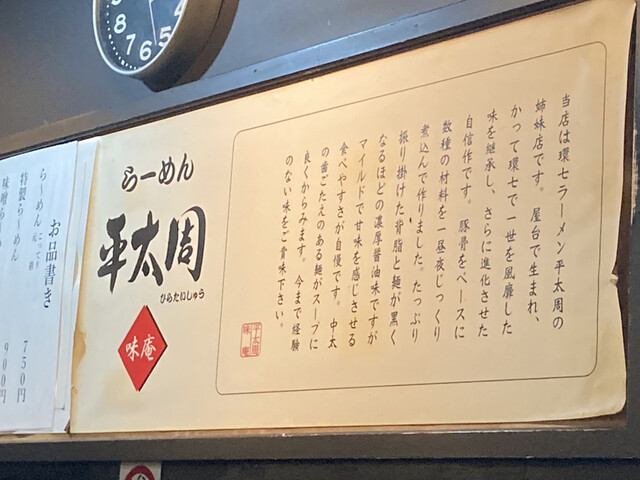 当店は環七ラーメン平太周の
姉妹店です。屋台で生まれ、
かって環七で一世を風靡した
味を継承し、さらに進化させた
自信作です。豚骨をベースに
数種の材料を一昼夜じっくり
煮込んで作りました。たっぷり
振り掛けた背脂と麺が黒く
なるほどの濃厚醤油味ですが
マイルドで甘味を感じさせる
食べやすさが自慢です。中太
の歯ごたえのある麺がスープに
良くからみます。今まで経験
のない味をご賞味下さい。
平太周
味庵
らーめん
平太周
ひらたいしゅう
味庵
お品書き
らーめん
750円
特製らーめん
900円
味噌らー
8
7
6
5
4